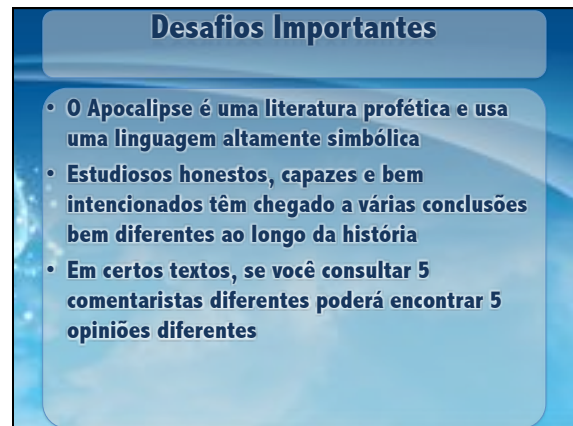 Desafios Importantes
• O Apocalipse é uma literatura profética e usa
uma linguagem altamente simbólica
• Estudiosos honestos, capazes e bem
intencionados têm chegado a várias conclusões
bem diferentes ao longo da história
• Em certos textos, se você consultar 5
comentaristas diferentes poderá encontrar 5
opiniões diferentes